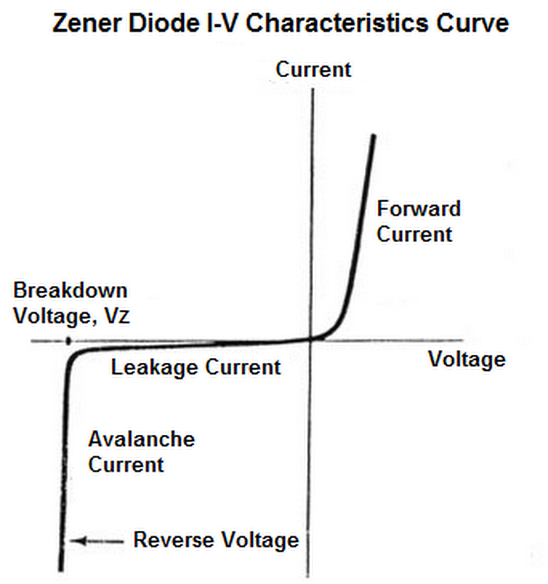 Zener Diode I-V Characteristics Curve
Current
Forward
Current
Breakdown
Voltage, Vz
Voltage
Leakage Current
Avalanche
Current
Reverse Voltage